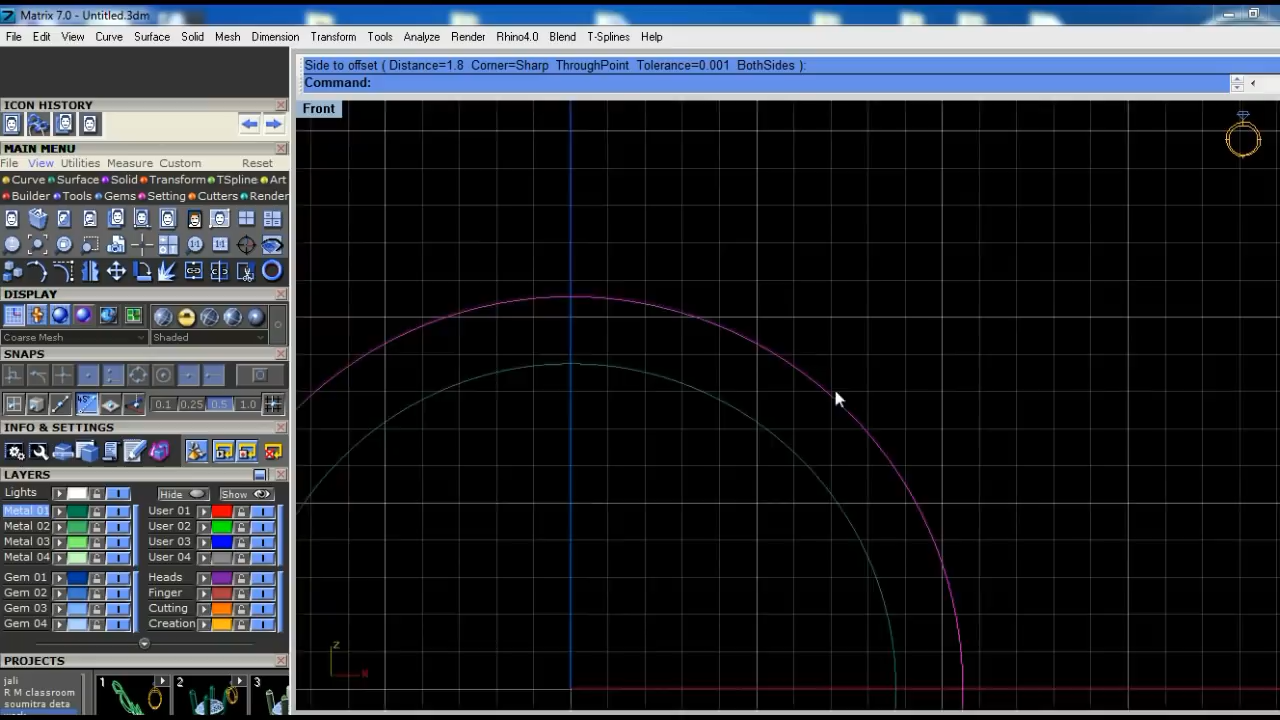 Matrix 7.0 - Untitled.3dm
File Edit View Curve Surface Solid Mesh Dimension Transform Tools Analyze Render Rhino4.0 Blend T-Splines Help
Side to offset ( Distance=1.8 Corner=Sharp ThroughPoint Tolerance=0.001 BothSides ):
Command:
Front
ICON HISTORY
MAIN MENU
File View Utilities Measure Custom Reset
Curve Surface Solid Transform TSpline Art
Builder Tools Gems Setting Cutters Render
1:1 1:1
DISPLAY
Coarse Mesh Shaded
SNAPS
45° 0.1 0.25 0.5 1.0
INFO & SETTINGS
LAYERS
Lights Hide Show
Metal 01 User 01
Metal 02 User 02
Metal 03 User 03
Metal 04 User 04
Gem 01 Heads
Gem 02 Finger
Gem 03 Cutting
Gem 04 Creation
PROJECTS
jali
R M classroom
soumitra deta
1 2 3
z